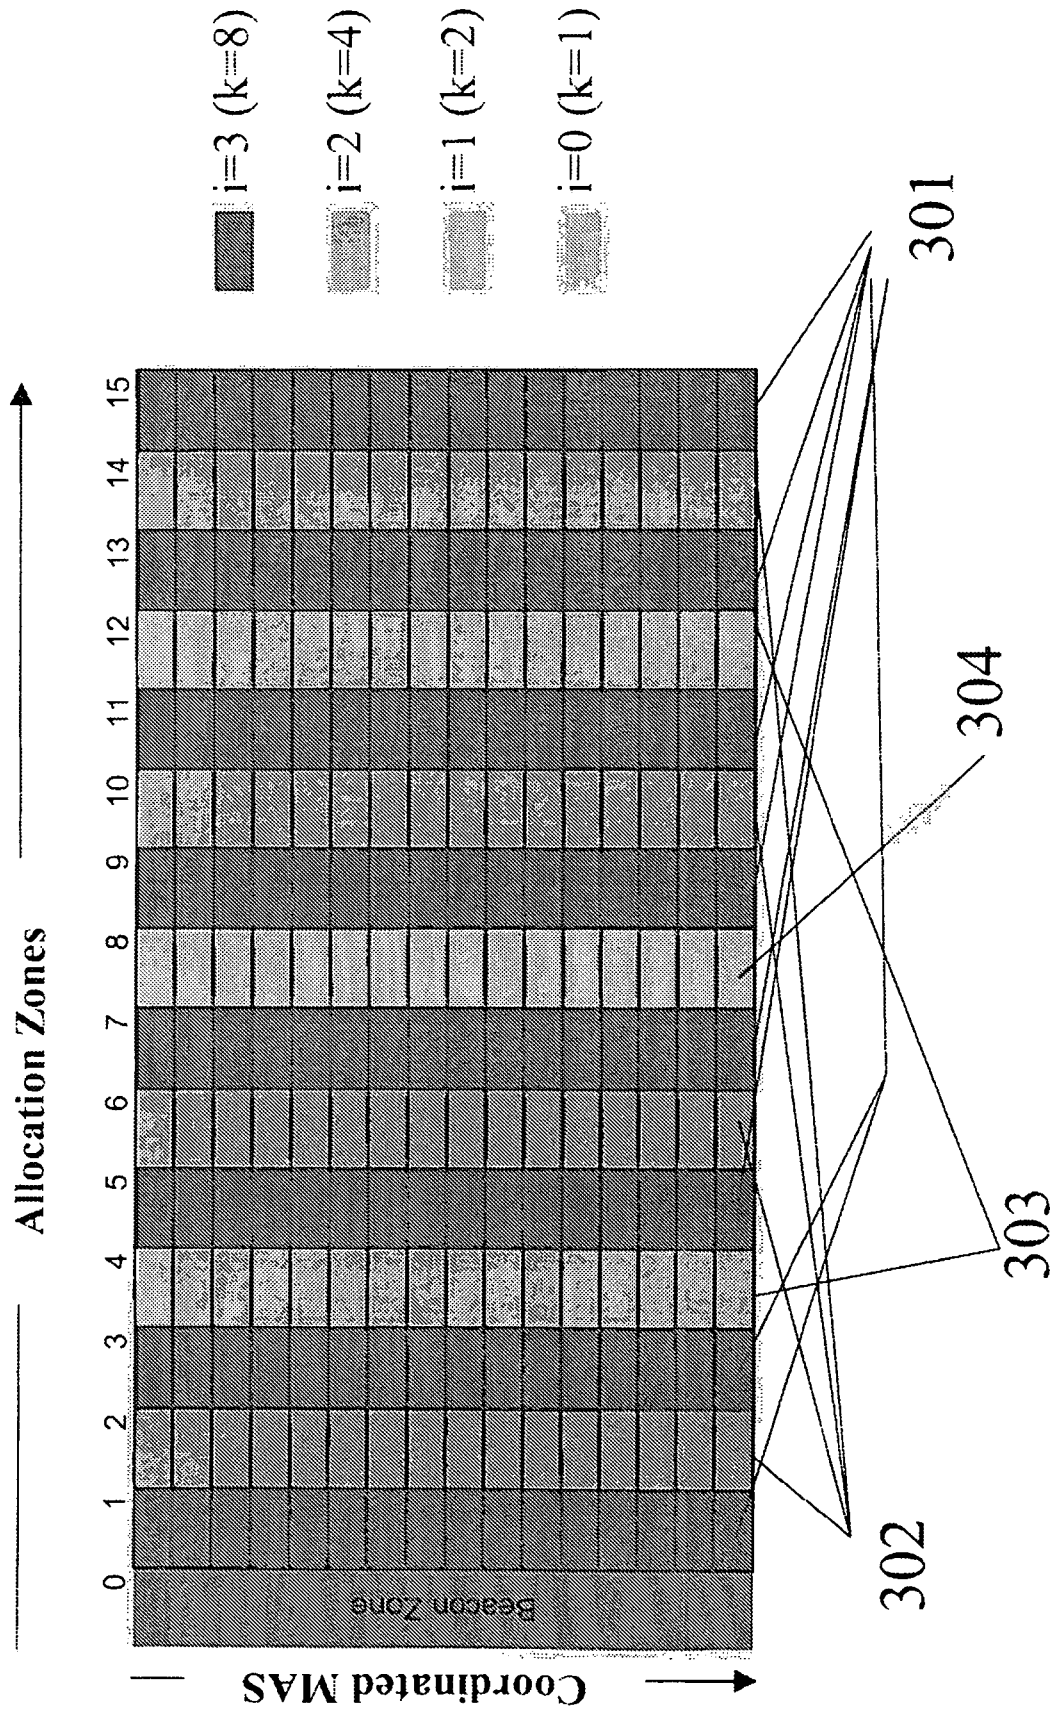 Allocation Zones
0 1 2 3 4 5 6 7 8 9 10 11 12 13 14 15
Coordinated MAS
Beacon Zone
i=3 (k=8)
i=2 (k=4)
i=1 (k=2)
i=0 (k=1)
302
303
304
301